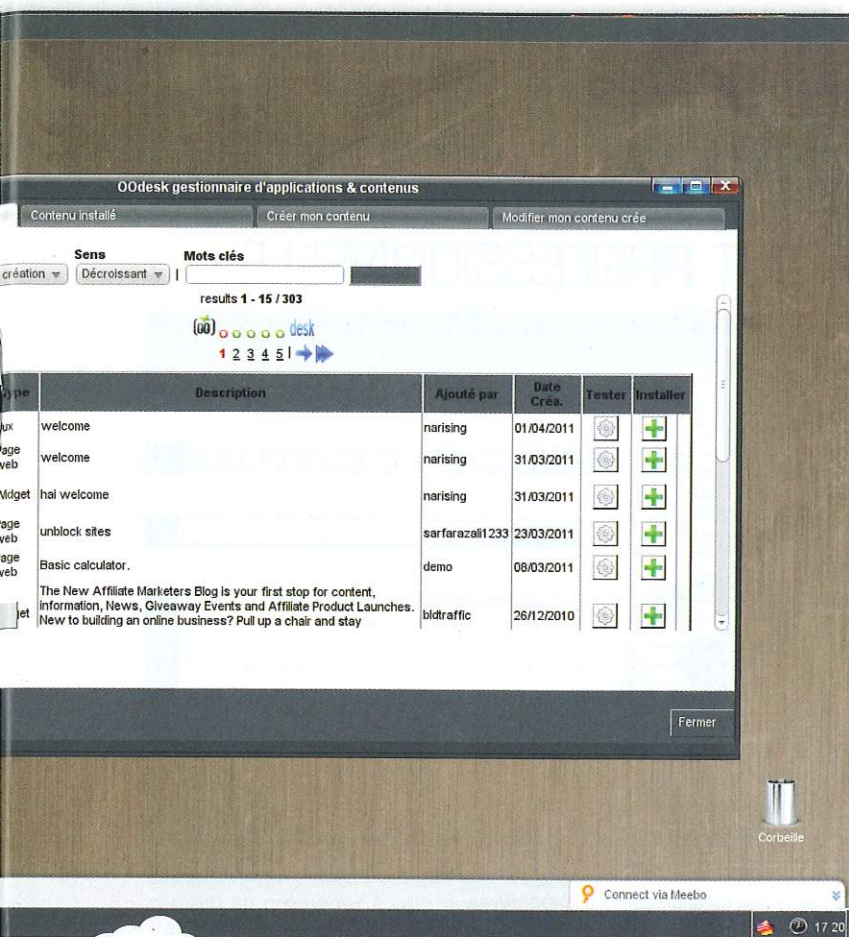 OOdesk gestionnaire d'applications & contenus
Contenu installé Créer mon contenu Modifier mon contenu crée
Sens Mots clés
création Décroissant |
results 1 - 15 / 303
(oo) desk
1 2 3 4 5 |
Description Ajouté par Date Créa. Tester Installer
welcome narising 01/04/2011
web welcome narising 31/03/2011
Widget hai welcome narising 31/03/2011
web unblock sites sarfarazali1233 23/03/2011
web Basic calculator. demo 08/03/2011
The New Affiliate Marketers Blog is your first stop for content,
information, News, Giveaway Events and Affiliate Product Launches.
New to building an online business? Pull up a chair and stay
bldtraffic 26/12/2010
Fermer
Corbeille
Connect via Meebo
17 20